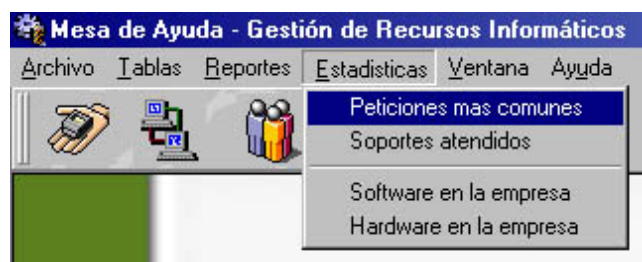 Mesa de Ayuda - Gestión de Recursos Informáticos
Archivo Tablas Reportes Estadisticas Ventana Ayuda
Peticiones mas comunes
Soportes atendidos
Software en la empresa
Hardware en la empresa